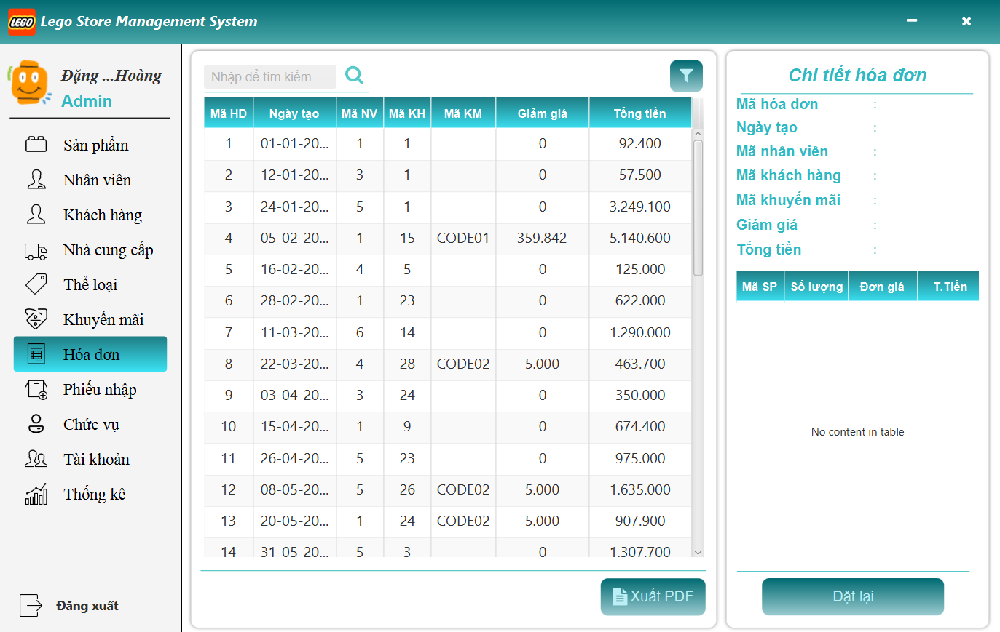 LEGO Lego Store Management System
Đặng ...Hoàng
Admin
Sản phẩm
Nhân viên
Khách hàng
Nhà cung cấp
Thể loại
Khuyến mãi
Hóa đơn
Phiếu nhập
Chức vụ
Tài khoản
Thống kê
Đăng xuất
Nhập để tìm kiếm
Mã HĐ Ngày tạo Mã NV Mã KH Mã KM Giảm giá Tổng tiền
1 01-01-20... 1 1 0 92.400
2 12-01-20... 3 1 0 57.500
3 24-01-20... 5 1 0 3.249.100
4 05-02-20... 1 15 CODE01 359.842 5.140.600
5 16-02-20... 4 5 0 125.000
6 28-02-20... 1 23 0 622.000
7 11-03-20... 6 14 0 1.290.000
8 22-03-20... 4 28 CODE02 5.000 463.700
9 03-04-20... 3 24 0 350.000
10 15-04-20... 1 9 0 674.400
11 26-04-20... 5 23 0 975.000
12 08-05-20... 5 26 CODE02 5.000 1.635.000
13 20-05-20... 1 24 CODE02 5.000 907.900
14 31-05-20... 5 3 0 1.307.700
Xuất PDF
Chi tiết hóa đơn
Mã hóa đơn :
Ngày tạo :
Mã nhân viên :
Mã khách hàng :
Mã khuyến mãi :
Giảm giá :
Tổng tiền :
Mã SP Số lượng Đơn giá T.Tiền
No content in table
Đặt lại